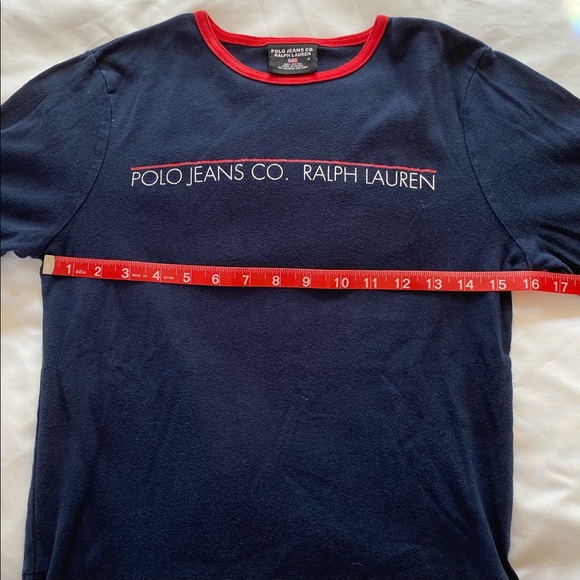 POLO JEANS CO.
RALPH LAUREN
POLO JEANS CO. RALPH LAUREN
1 2 3 4 5 6 7 8 9 10 11 12 13 14 15 16 17